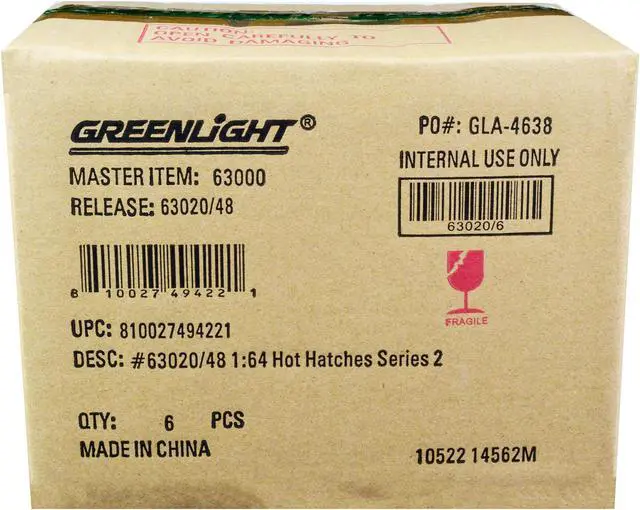 CAUTION:
OPEN CAREFULLY TO
AVOID DAMAGING
GREENLIGHT®
MASTER ITEM: 63000
RELEASE: 63020/48
PO#: GLA-4638
INTERNAL USE ONLY
63020/6
8 10027 49422 1
FRAGILE
UPC: 810027494221
DESC: #63020/48 1:64 Hot Hatches Series 2
QTY: 6 PCS
MADE IN CHINA
10522 14562M